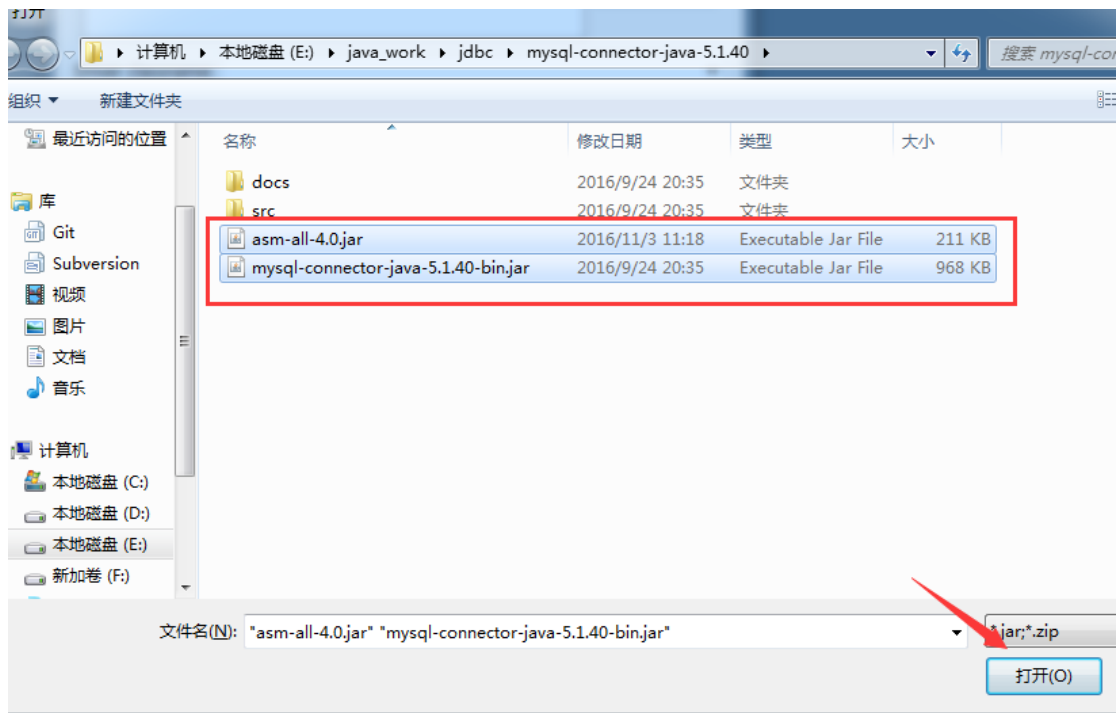 打开
计算机 本地磁盘 (E:) java_work jdbc mysql-connector-java-5.1.40
搜索 mysql-con
组织 新建文件夹
最近访问的位置
库
Git
Subversion
视频
图片
文档
音乐
计算机
本地磁盘 (C:)
本地磁盘 (D:)
本地磁盘 (E:)
新加卷 (F:)
名称 修改日期 类型 大小
docs 2016/9/24 20:35 文件夹
src 2016/9/24 20:35 文件夹
asm-all-4.0.jar 2016/11/3 11:18 Executable Jar File 211 KB
mysql-connector-java-5.1.40-bin.jar 2016/9/24 20:35 Executable Jar File 968 KB
文件名(N): "asm-all-4.0.jar" "mysql-connector-java-5.1.40-bin.jar"
*.jar;*.zip
打开(O)